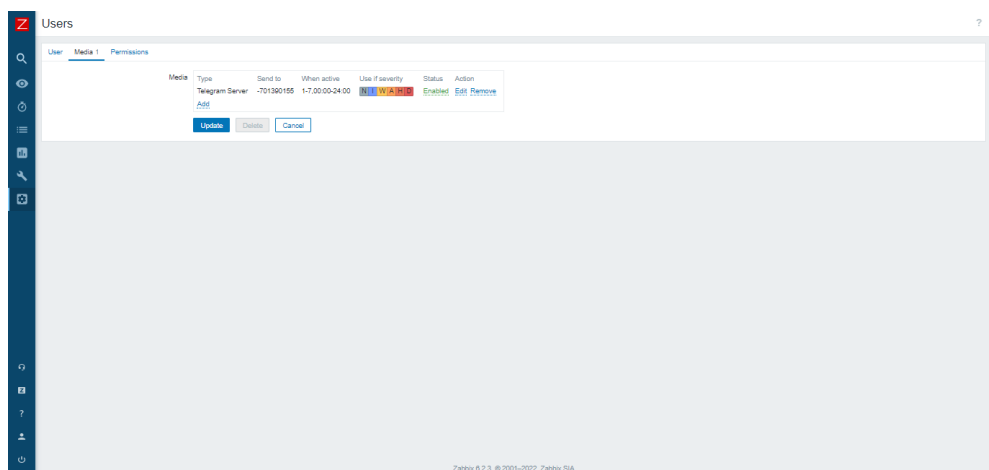 Z Users ?
User Media 1 Permissions
Media Type Send to When active Use if severity Status Action
Telegram Server -701390155 1-7,00:00-24:00 N I W A H D Enabled Edit Remove
Add
Update Delete Cancel
Z
?
Zabbix 6.2.3. © 2001–2022, Zabbix SIA